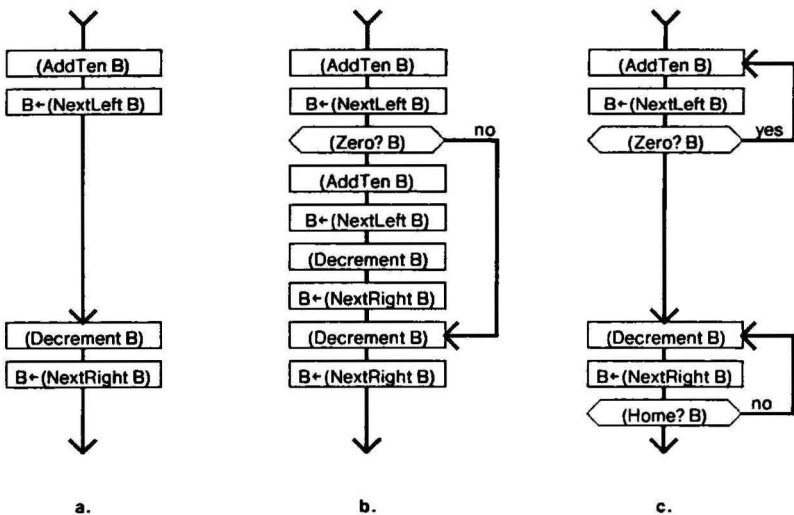 (AddTen B)
B←(NextLeft B)
(Decrement B)
B←(NextRight B)
a.
(AddTen B)
B←(NextLeft B)
(Zero? B)
no
(AddTen B)
B←(NextLeft B)
(Decrement B)
B←(NextRight B)
(Decrement B)
B←(NextRight B)
b.
(AddTen B)
B←(NextLeft B)
(Zero? B)
yes
(Decrement B)
B←(NextRight B)
(Home? B)
no
c.